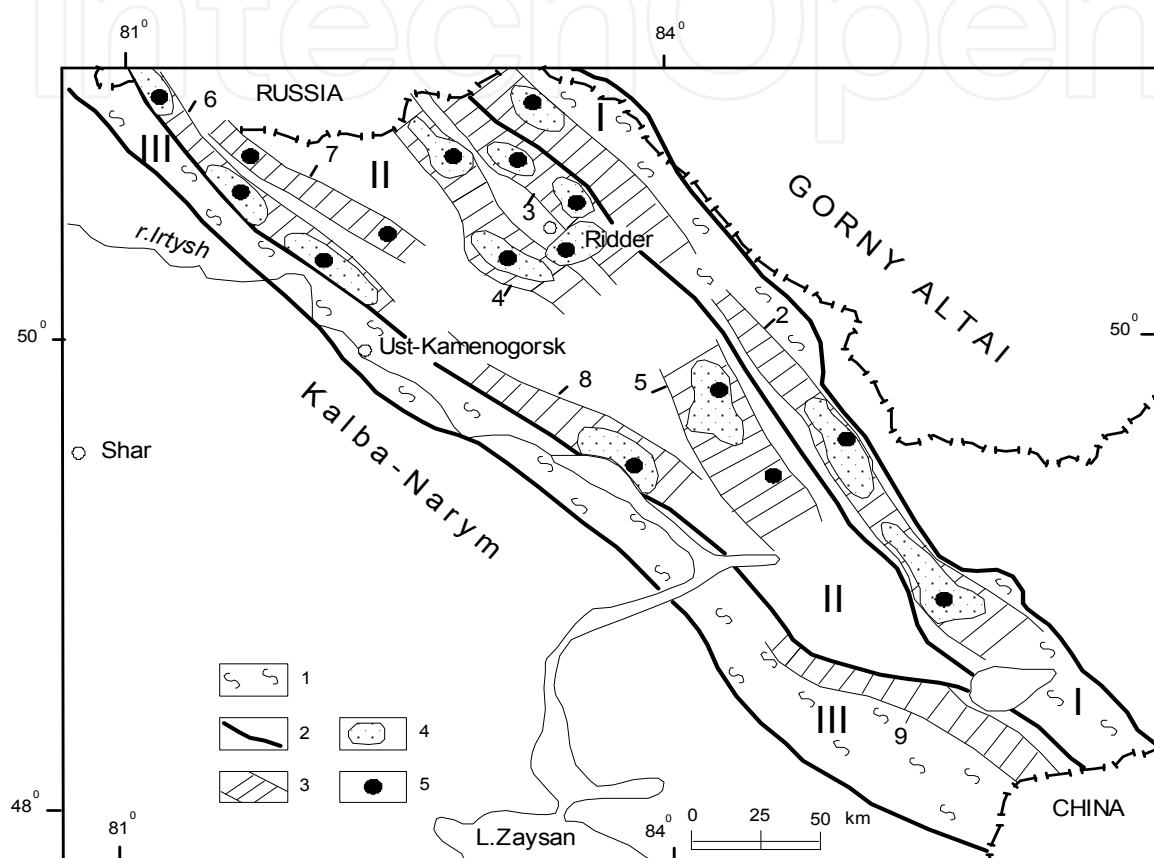 IntechOpen
81⁰
84⁰
RUSSIA
I
6
III
7
II
3
GORNY ALTAI
r.Irtysh
Ridder
4
2
50⁰
50⁰
Ust-Kamenogorsk
8
5
Kalba-Narym
Shar
II
1
I
III
2
4
9
3
5
CHINA
48⁰
81⁰
L.Zaysan
84⁰
0 25 50 km